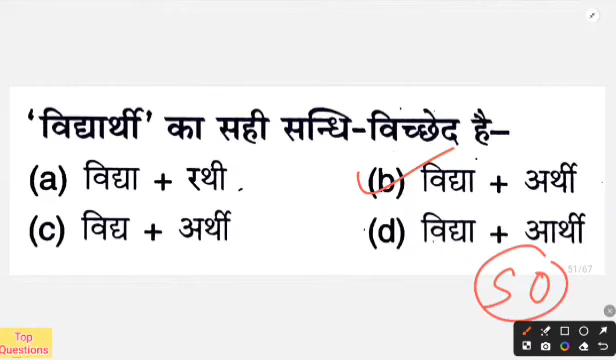 ‘विद्यार्थी’ का सही सन्धि-विच्छेद है–
(a) विद्या + रथी
(b) विद्या + अर्थी
(c) विद्य + अर्थी
(d) विद्या + आर्थी
51/67
50
Top
Questions